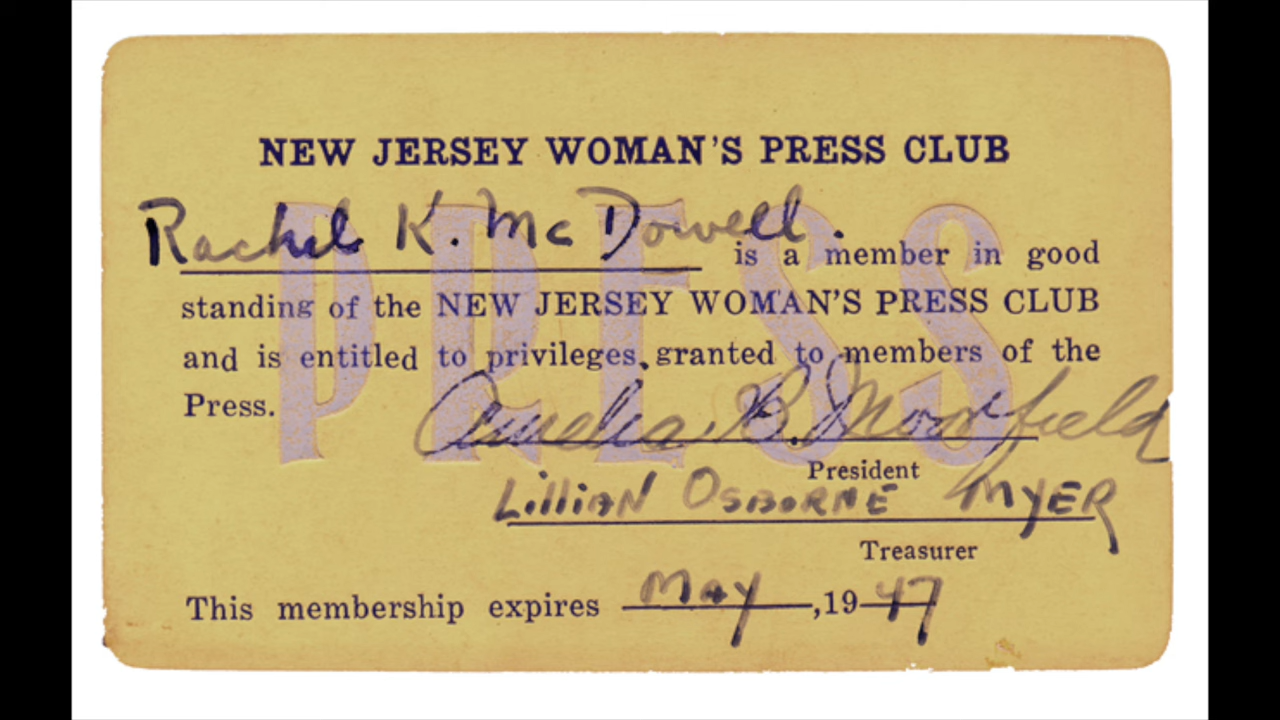 NEW JERSEY WOMAN'S PRESS CLUB
PRESS
Rachel K. McDowell. is a member in good
standing of the NEW JERSEY WOMAN'S PRESS CLUB
and is entitled to privileges granted to members of the
Press.
Amelia B. Moorfield
President
Lillian Osborne Myer
Treasurer
This membership expires May, 1947